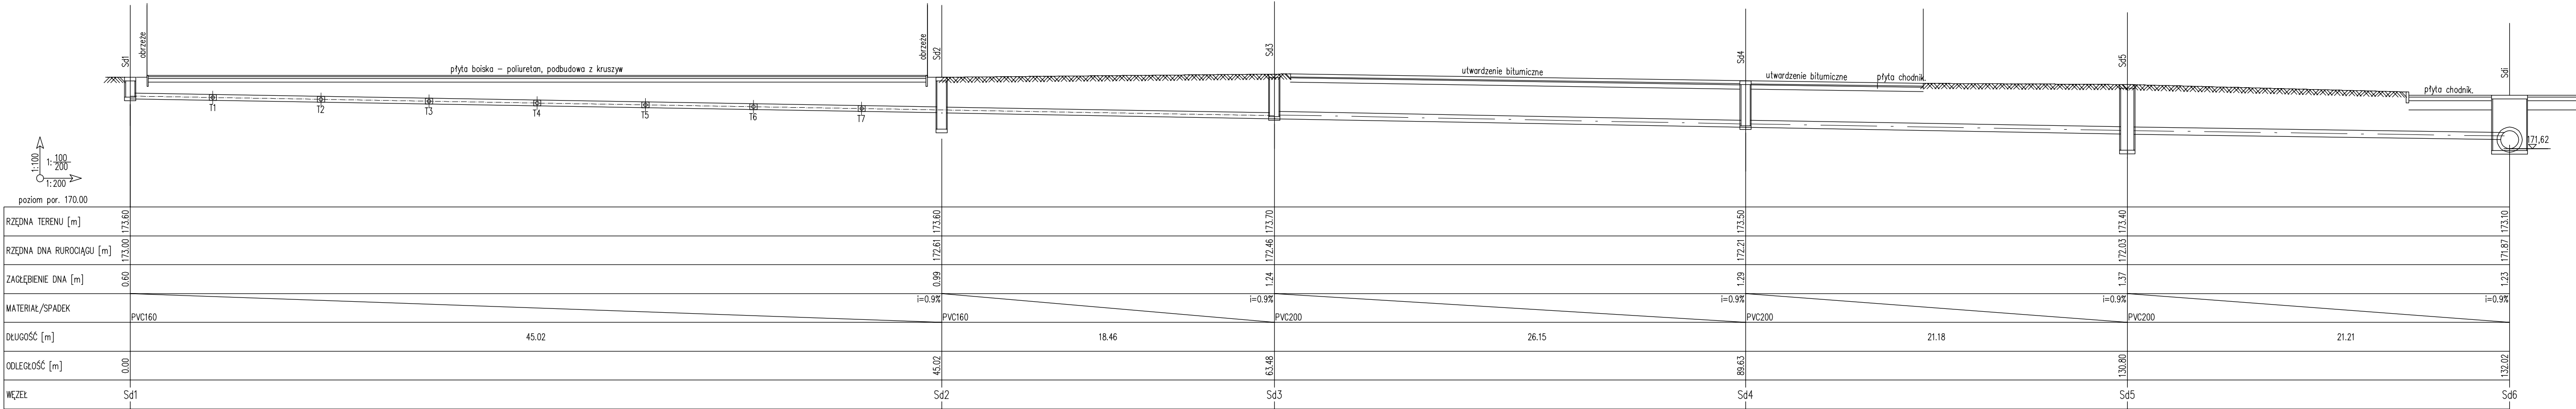 Sd1
obrzeże
płyta boiska – poliuretan, podbudowa z kruszyw
obrzeże
Sd2
Sd3
utwardzenie bitumiczne
Sd4
utwardzenie bitumiczne
płyta chodnik.
Sd5
płyta chodnik.
Sdi
T1
T2
T3
T4
T5
T6
T7
171,62
1:100
1: 100
200
1:200
poziom por. 170.00
RZĘDNA TERENU [m] 173.60 173.60 173.70 173.50 173.40 173.10
RZĘDNA DNA RUROCIĄGU [m] 173.00 172.61 172.46 172.21 172.03 171.87
ZAGŁĘBIENIE DNA [m] 0.60 0.99 1.24 1.29 1.37 1.23
MATERIAŁ/SPADEK
i=0.9% i=0.9% i=0.9% i=0.9% i=0.9%
PVC160 PVC160 PVC200 PVC200 PVC200
DŁUGOŚĆ [m] 45.02 18.46 26.15 21.18 21.21
ODLEGŁOŚĆ [m] 0.00 45.02 63.48 89.63 130.80 132.02
WĘZEŁ Sd1 Sd2 Sd3 Sd4 Sd5 Sd6